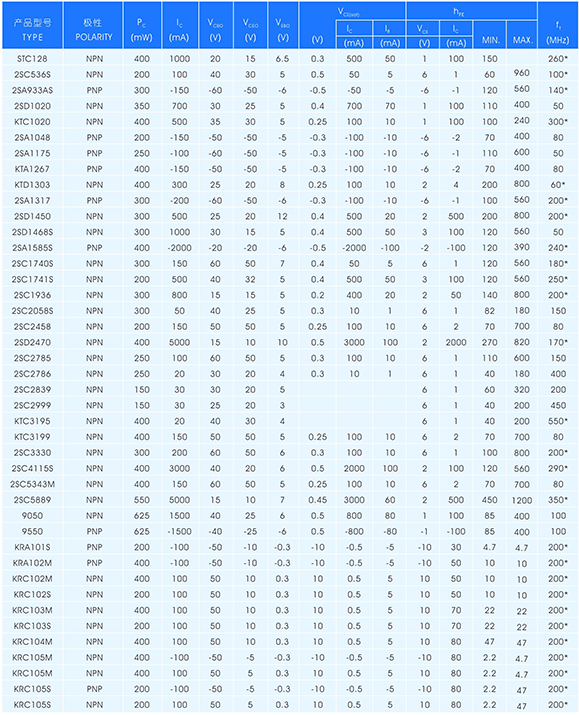 产品型号 极性 PC IC VCBO VCEO VEBO VCE(sat) hFE fT
TYPE POLARITY (mW) (mA) (V) (V) (V) (V) IC (mA) IB (mA) VCE (V) IC (mA) MIN. MAX. (MHz)
STC128 NPN 400 1000 20 15 6.5 0.3 500 50 1 100 150 260*
2SC536S NPN 200 100 40 30 5 0.5 50 5 6 1 60 960 100*
2SA933AS PNP 300 -150 -60 -50 -6 -0.5 -50 -5 6 -1 120 560 140*
2SD1020 NPN 350 700 30 25 5 0.4 700 70 1 100 110 400 50
KTC1020 NPN 400 500 35 30 5 0.25 100 10 1 100 100 240 300*
2SA1048 PNP 200 -150 -50 -50 -5 -0.3 -100 -10 -6 -2 70 400 80
2SA1175 PNP 250 -100 -60 -50 -5 -0.3 -100 -10 -6 -1 110 600 50
KTA1267 PNP 400 -150 -50 -50 -5 -0.3 -100 -10 -6 -2 70 400 80
KTD1303 NPN 400 300 25 20 8 0.25 100 10 2 4 200 800 60*
2SA1317 PNP 300 -200 -60 -50 -6 -0.3 -100 -10 -6 -1 100 560 200*
2SD1450 NPN 300 500 25 20 12 0.4 500 20 2 500 200 800 200*
2SD1468S NPN 300 1000 30 15 5 0.4 500 50 3 100 120 560 50
2SA1585S PNP 400 -2000 -20 -20 -6 -0.5 -2000 -100 -2 -100 120 390 240*
2SC1740S NPN 300 150 60 50 7 0.4 50 5 6 1 120 560 180*
2SC1741S NPN 200 500 40 32 5 0.4 500 50 3 100 120 560 250*
2SC1936 NPN 300 800 15 15 5 0.2 400 20 2 50 140 800 200*
2SC2058S NPN 300 50 40 25 5 0.3 10 1 6 1 82 180 150
2SC2458 NPN 200 150 50 50 5 0.25 100 10 6 2 70 700 80
2SD2470 NPN 400 5000 15 10 10 0.5 3000 100 2 2000 270 820 170*
2SC2785 NPN 250 100 60 50 5 0.3 100 10 6 1 110 600 150
2SC2786 NPN 250 20 30 20 4 0.3 10 1 6 1 40 180 400
2SC2839 NPN 150 30 30 20 5 6 1 60 320 200
2SC2999 NPN 150 30 25 20 3 6 1 40 200 450
KTC3195 NPN 400 20 40 30 4 6 1 40 200 550*
KTC3199 NPN 400 150 50 50 5 0.25 100 10 6 2 70 700 80
2SC3330 NPN 300 200 60 50 6 0.3 100 10 6 1 100 800 200*
2SC4115S NPN 400 3000 40 20 6 0.5 2000 100 2 100 120 560 290*
2SC5343M NPN 400 150 60 50 5 0.25 100 10 6 2 70 700 80
2SC5889 NPN 550 5000 15 10 7 0.45 3000 60 2 500 450 1200 350*
9050 NPN 625 1500 40 25 6 0.5 800 80 1 100 85 400 100
9550 PNP 625 -1500 -40 -25 -6 0.5 -800 -80 -1 -100 85 400 100
KRA101S PNP 200 -100 -50 -10 -0.3 -10 -0.5 -5 -10 30 4.7 4.7 200*
KRA102M PNP 400 -100 -50 -10 -0.3 -10 -0.5 -5 -10 50 10 10 200*
KRC102M NPN 400 100 50 10 0.3 10 0.5 5 10 50 10 10 200*
KRC102S NPN 200 100 50 10 0.3 10 0.5 5 10 50 10 10 200*
KRC103M NPN 400 100 50 10 0.3 10 0.5 5 10 70 22 22 200*
KRC103S NPN 200 100 50 10 0.3 10 0.5 5 10 70 22 22 200*
KRC104M NPN 400 100 50 10 0.3 10 0.5 5 10 80 47 47 200*
KRC105M NPN 400 -100 -50 -5 -0.3 -10 -0.5 -5 -10 80 2.2 4.7 200*
KRC105M NPN 400 100 50 5 0.3 10 0.5 5 10 80 2.2 4.7 200*
KRC105S PNP 200 -100 -50 -5 -0.3 -10 -0.5 -5 -10 80 2.2 47 200*
KRC105S NPN 200 100 50 5 0.3 10 0.5 5 10 80 2.2 47 200*